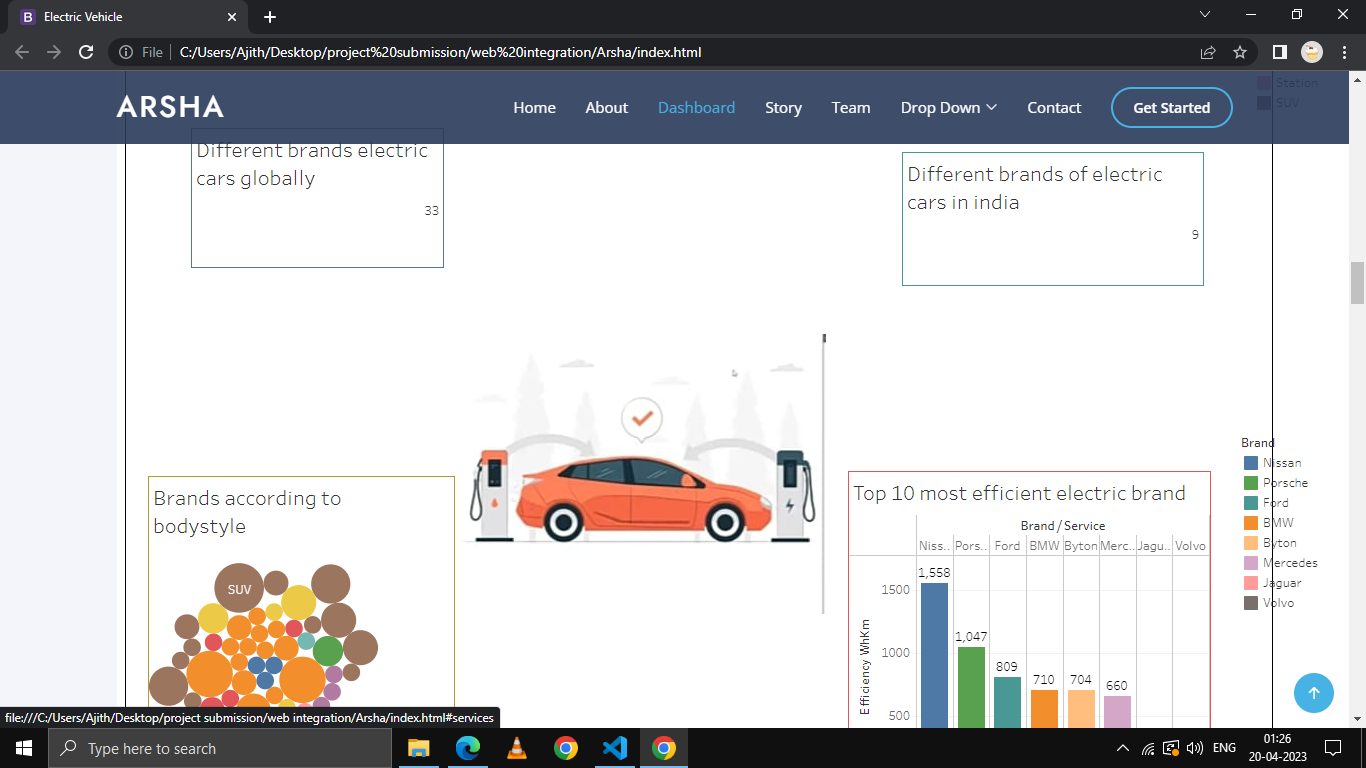 Electric Vehicle
File
C:/Users/Ajith/Desktop/project%20submission/web%20integration/Arsha/index.html
ARSHA
Home
About
Dashboard
Story
Team
Drop Down
Contact
Get Started
Station
SUV
Different brands electric
cars globally
33
Different brands of electric
cars in india
9
Brands according to
bodystyle
SUV
Top 10 most efficient electric brand
Brand / Service
Niss..
Pors..
Ford
BMW
Byton
Merc..
Jagu..
Volvo
Efficiency WhKm
1500
1000
500
1,558
1,047
809
710
704
660
Brand
Nissan
Porsche
Ford
BMW
Byton
Mercedes
Jaguar
Volvo
file:///C:/Users/Ajith/Desktop/project submission/web integration/Arsha/index.html#services
Type here to search
ENG
01:26
20-04-2023